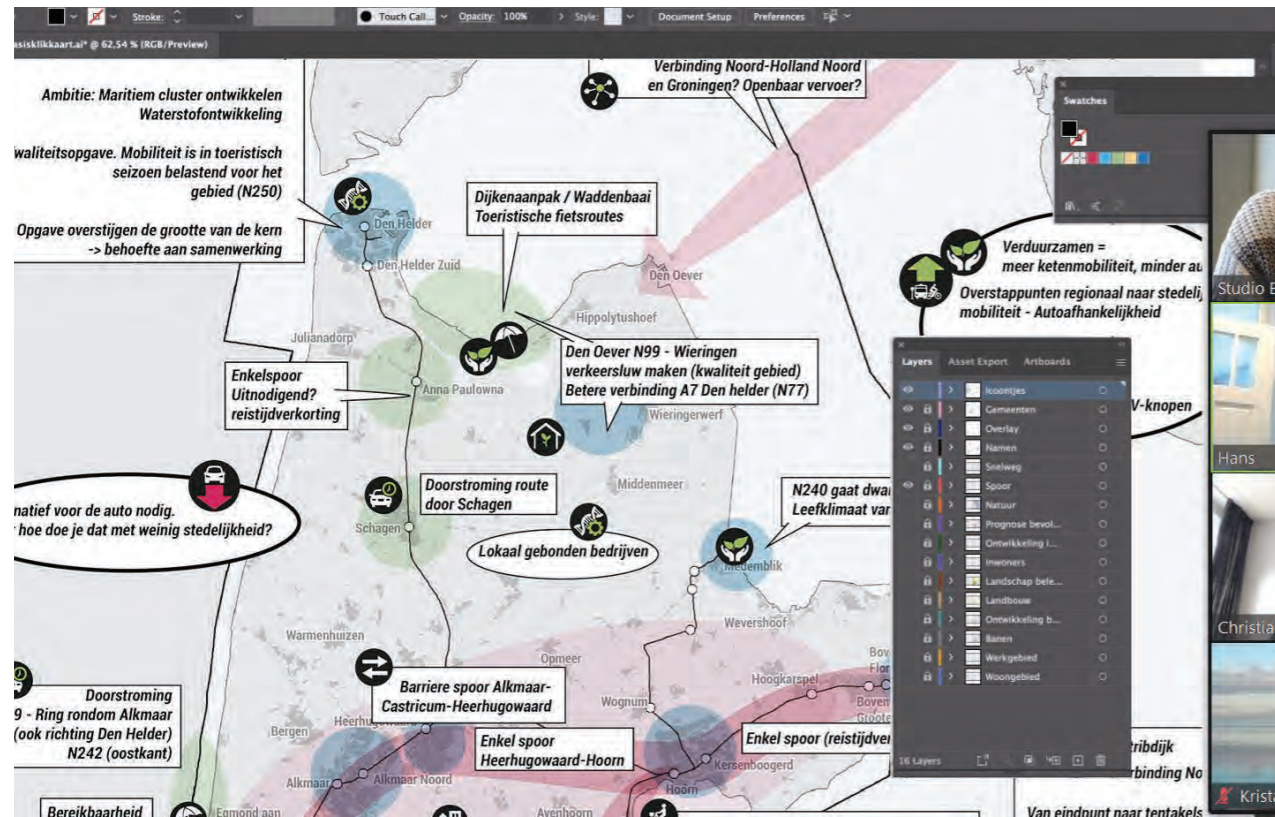 Stroke:
Touch Call...
Opacity:
100%
Style:
Document Setup
Preferences
asisklikkaart.ai* @ 62,54 % (RGB/Preview)
Ambitie: Maritiem cluster ontwikkelen
Waterstofontwikkeling
waliteitsopgave. Mobiliteit is in toeristisch
seizoen belastend voor het
gebied (N250)
Opgave overstijgen de grootte van de kern
-> behoefte aan samenwerking
Verbinding Noord-Holland Noord
en Groningen? Openbaar vervoer?
Swatches
Dijkenaanpak / Waddenbaai
Toeristische fietsroutes
Den Helder
Den Helder Zuid
Den Oever
Verduurzamen =
meer ketenmobiliteit, minder au
Overstappunten regionaal naar stedelij
mobiliteit - Autoafhankelijkheid
V-knopen
Studio
Hans
Christia
Krista
Julianadorp
Hippolytushoef
Enkelspoor
Uitnodigend?
reistijdverkorting
Anna Paulowna
Den Oever N99 - Wieringen
verkeersluw maken (kwaliteit gebied)
Betere verbinding A7 Den helder (N77)
Wieringerwerf
Layers
Asset Export
Artboards
Icoontjes
Gemeenten
Overlay
Namen
Snelweg
Spoor
Natuur
Prognose bevol...
Ontwikkeling i...
Inwoners
Landschap bele...
Landbouw
Ontwikkeling b...
Banen
Werkgebied
Woongebied
16 Layers
natief voor de auto nodig.
hoe doe je dat met weinig stedelijkheid?
Doorstroming route
door Schagen
Schagen
Middenmeer
N240 gaat dwa
Leefklimaat van
Lokaal gebonden bedrijven
Medemblik
Wevershoof
Warmenhuizen
Opmeer
Doorstroming
9 - Ring rondom Alkmaar
(ook richting Den Helder)
N242 (oostkant)
Barriere spoor Alkmaar-
Castricum-Heerhugowaard
Hoogkarspel
Bov
Flor
Boven
Groote
Wognum
Bergen
Heerhugowaard
Enkel spoor
Heerhugowaard-Hoorn
Enkel spoor (reistijdver
Kersenboogerd
Hoorn
Alkmaar
Alkmaar Noord
tribdijk
rbinding No
Bereikbaarheid
Egmond aan
Avenhoorn
Van eindpunt naar tentakels